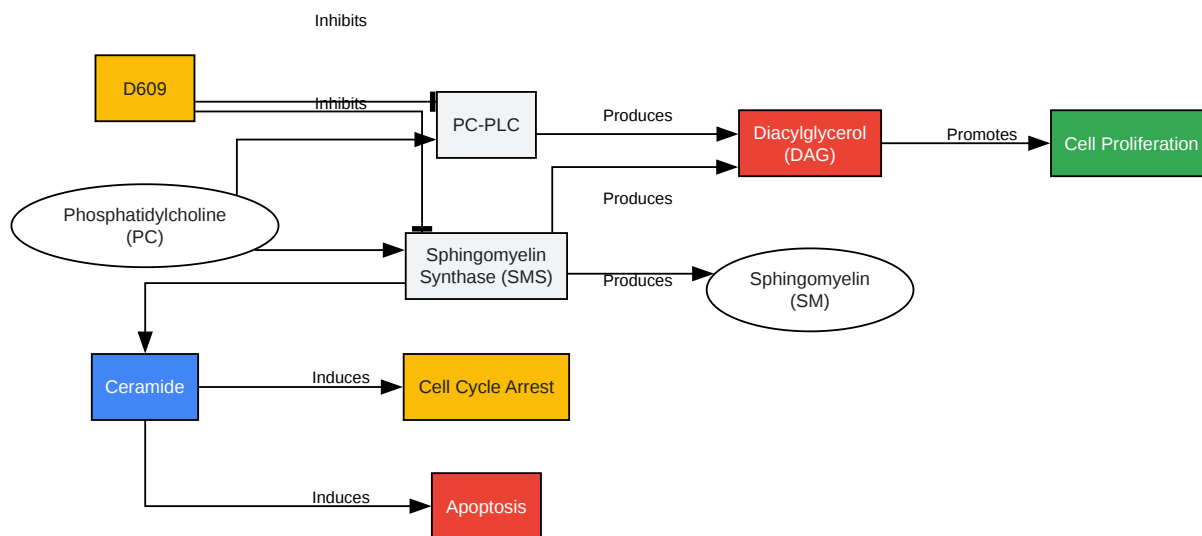 Inhibits
D609
Inhibits
PC-PLC
Produces
Diacylglycerol
(DAG)
Promotes
Cell Proliferation
Phosphatidylcholine
(PC)
Produces
Sphingomyelin
Synthase (SMS)
Produces
Sphingomyelin
(SM)
Ceramide
Induces
Cell Cycle Arrest
Induces
Apoptosis